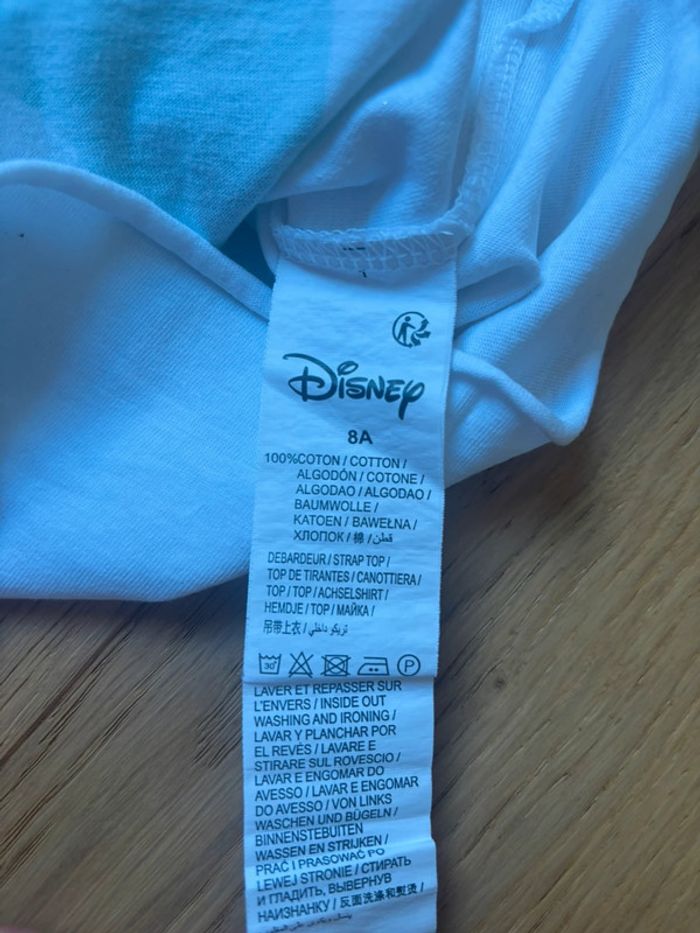 Disney
8A
100%COTON / COTTON /
ALGODÓN / COTONE /
ALGODAO / ALGODAO /
BAUMWOLLE /
KATOEN / BAWEŁNA /
ХЛОПОК / 棉 / قطن
DEBARDEUR / STRAP TOP /
TOP DE TIRANTES / CANOTTIERA /
TOP / TOP / ACHSELSHIRT /
HEMDJE / TOP / МАЙКА /
吊带上衣 / تريكو داخلي
30°
P
LAVER ET REPASSER SUR
L'ENVERS / INSIDE OUT
WASHING AND IRONING /
LAVAR Y PLANCHAR POR
EL REVÉS / LAVARE E
STIRARE SUL ROVESCIO /
LAVAR E ENGOMAR DO
AVESSO / LAVAR E ENGOMAR
DO AVESSO / VON LINKS
WASCHEN UND BÜGELN /
BINNENSTEBUITEN
WASSEN EN STRIJKEN /
PRAĆ I PRASOWAĆ PO
LEWEJ STRONIE / СТИРАТЬ
И ГЛАДИТЬ, ВЫВЕРНУВ
НАИЗНАНКУ / 反面洗涤和熨烫 /